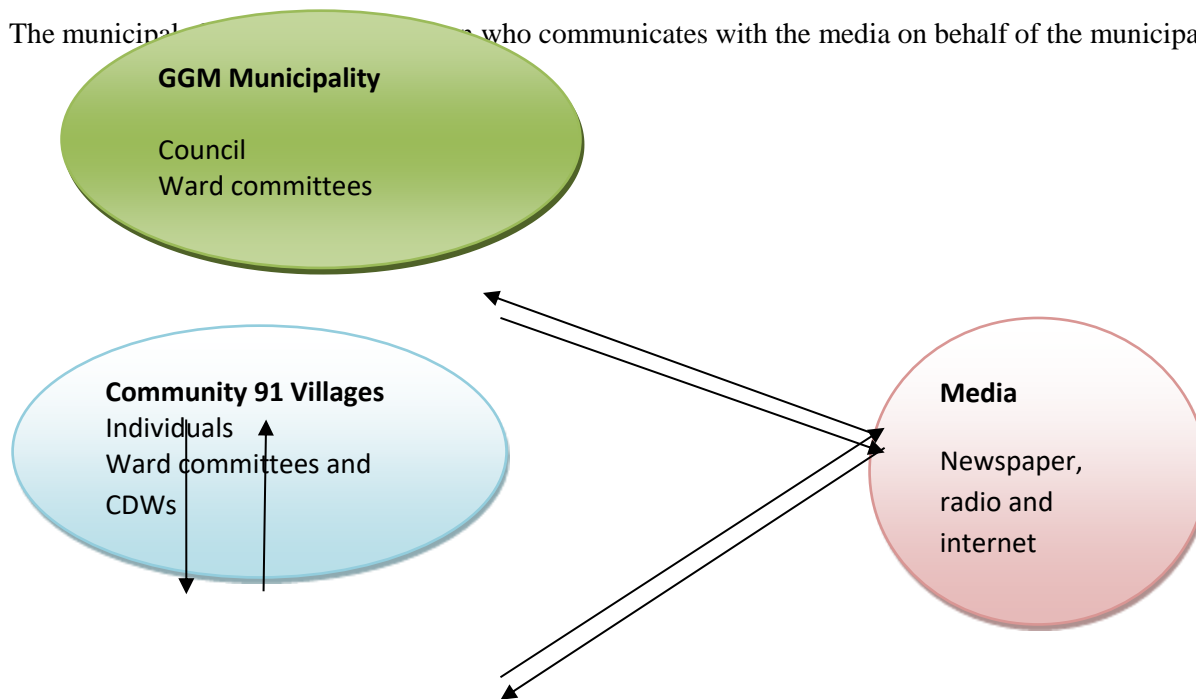 The municipal who communicates with the media on behalf of the municipa
GGM Municipality
Council
Ward committees
Community 91 Villages
Individuals
Ward committees and
CDWs
Media
Newspaper,
radio and
internet